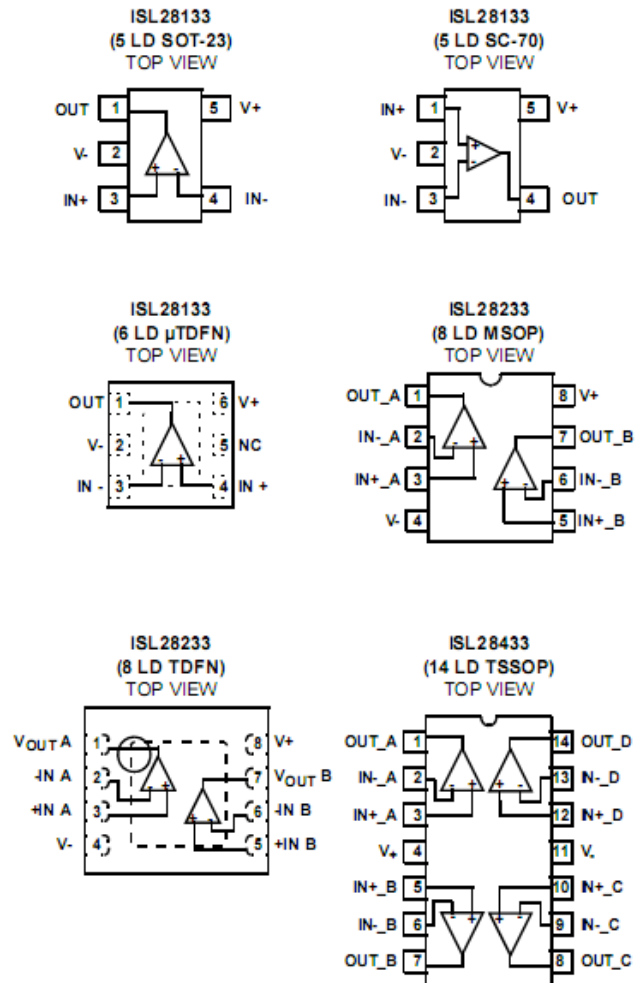 ISL28133
(5 LD SOT-23)
TOP VIEW
OUT 1 5 V+
V- 2
IN+ 3 + - 4 IN-
ISL28133
(5 LD SC-70)
TOP VIEW
IN+ 1 5 V+
V- 2 + -
IN- 3 4 OUT
ISL28133
(6 LD µTDFN)
TOP VIEW
OUT 1 6 V+
V- 2 5 NC
IN - 3 - + 4 IN +
ISL28233
(8 LD MSOP)
TOP VIEW
OUT_A 1 8 V+
IN-_A 2 - + 7 OUT_B
IN+_A 3 + - 6 IN-_B
V- 4 5 IN+_B
ISL28233
(8 LD TDFN)
TOP VIEW
VOUT A 1 8 V+
-IN A 2 - + 7 VOUT B
+IN A 3 + - 6 -IN B
V- 4 5 +IN B
ISL28433
(14 LD TSSOP)
TOP VIEW
OUT_A 1 14 OUT_D
IN-_A 2 - + + - 13 IN-_D
IN+_A 3 12 IN+_D
V+ 4 11 V-
IN+_B 5 10 IN+_C
IN-_B 6 - + + - 9 IN-_C
OUT_B 7 8 OUT_C